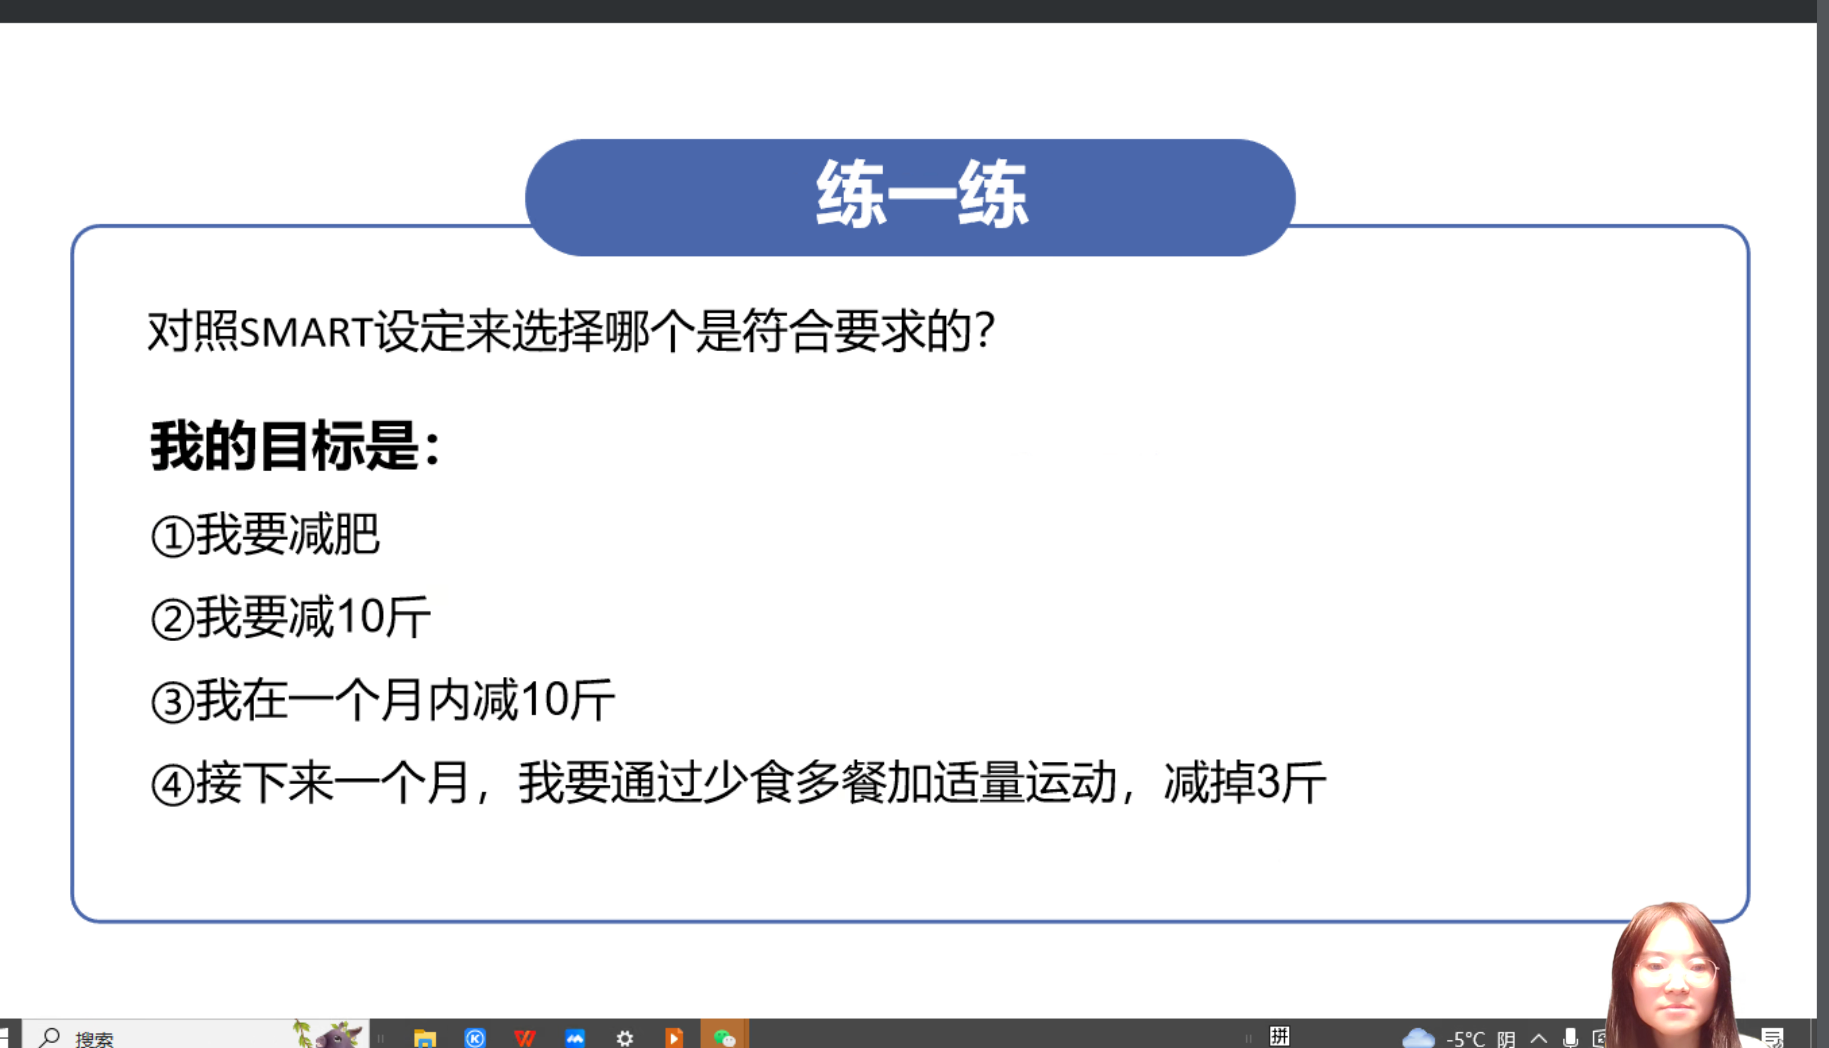 练一练
对照SMART设定来选择哪个是符合要求的?
我的目标是：
①我要减肥
②我要减10斤
③我在一个月内减10斤
④接下来一个月，我要通过少食多餐加适量运动，减掉3斤
搜索
拼
-5°C 阴